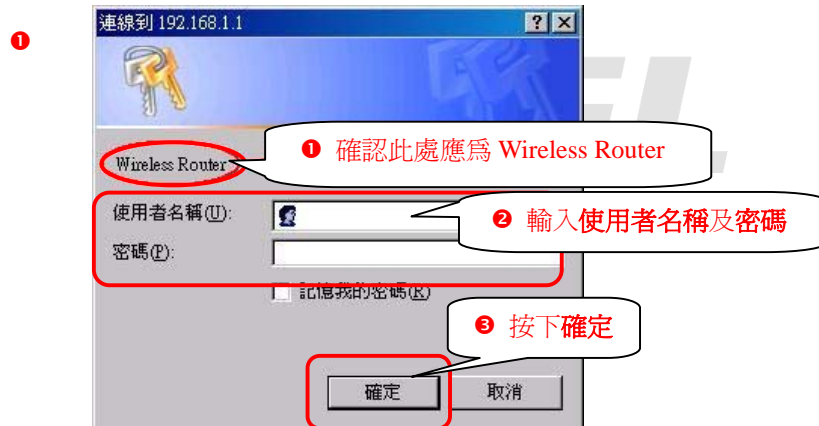 連線到 192.168.1.1
❶
Wireless Router
❶ 確認此處應為 Wireless Router
使用者名稱(U):
❷ 輸入使用者名稱及密碼
密碼(P):
記憶我的密碼(R)
❸ 按下確定
確定 取消